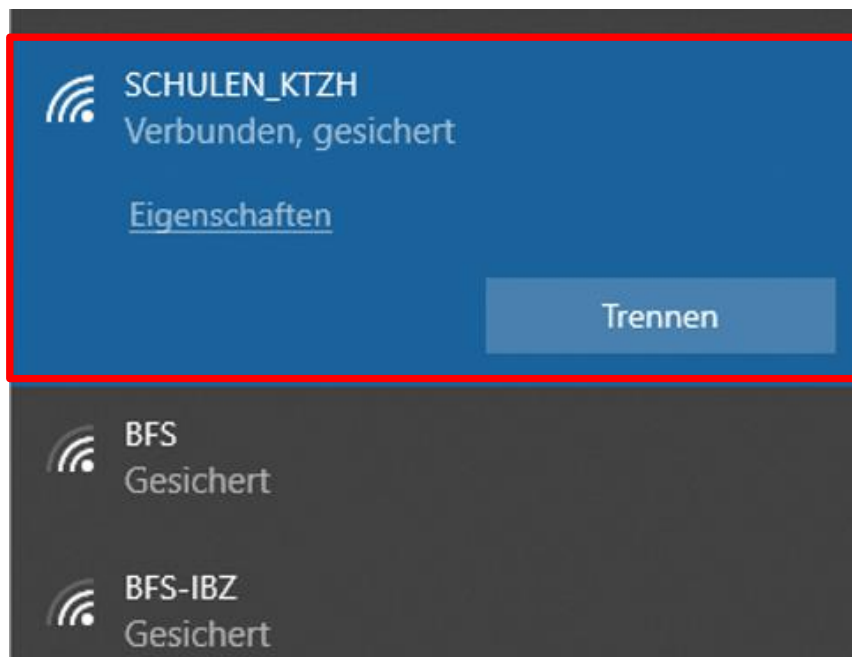 SCHULEN_KTZH
Verbunden, gesichert
Eigenschaften
Trennen
BFS
Gesichert
BFS-IBZ
Gesichert